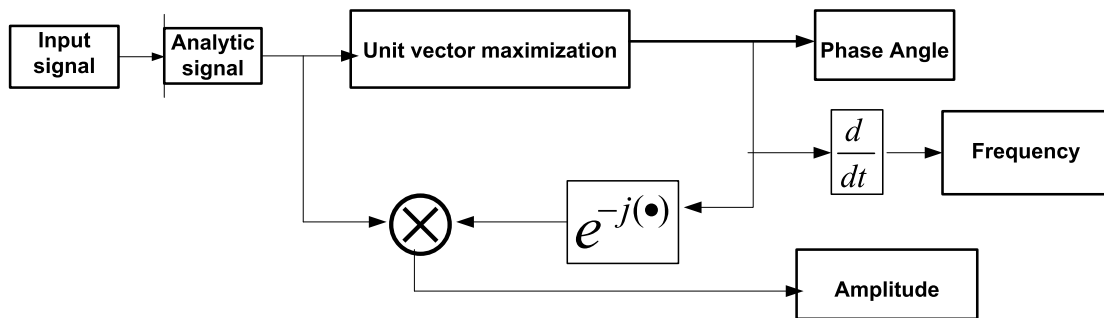 Input
signal
Analytic
signal
Unit vector maximization
Phase Angle
d
dt
Frequency
e^{-j(•)}
Amplitude